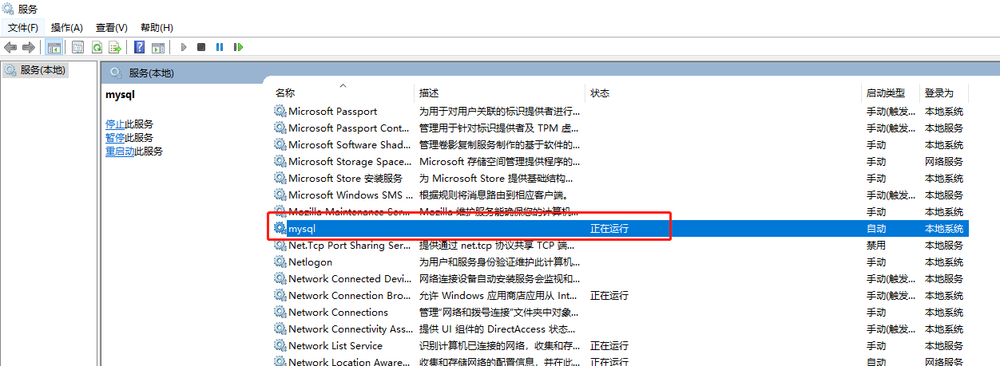 服务
文件(F) 操作(A) 查看(V) 帮助(H)
服务(本地)
服务(本地)
mysql
停止此服务
暂停此服务
重启动此服务
名称 描述 状态 启动类型 登录为
Microsoft Passport 为用于对用户关联的标识提供者进行... 手动(触发... 本地系统
Microsoft Passport Cont... 管理用于针对标识提供者及 TPM 虚... 手动(触发... 本地服务
Microsoft Software Shad... 管理卷影复制服务制作的基于软件的... 手动 本地系统
Microsoft Storage Space... Microsoft 存储空间管理提供程序的... 手动 网络服务
Microsoft Store 安装服务 为 Microsoft Store 提供基础结构... 手动 本地系统
Microsoft Windows SMS ... 根据规则将消息路由到相应客户端。 手动(触发... 本地系统
Mozilla Maintenance Ser... Mozilla 维护服务能确保您的计算机... 手动 本地系统
mysql 正在运行 自动 本地系统
Net.Tcp Port Sharing Ser... 提供通过 net.tcp 协议共享 TCP 端... 禁用 本地服务
Netlogon 为用户和服务身份验证维护此计算机... 手动 本地系统
Network Connected Devi... 网络连接设备自动安装服务会监视和... 手动(触发... 本地服务
Network Connection Bro... 允许 Windows 应用商店应用从 Int... 正在运行 手动(触发... 本地系统
Network Connections 管理“网络和拨号连接”文件夹中对象... 手动 本地系统
Network Connectivity Ass... 提供 UI 组件的 DirectAccess 状态... 手动(触发... 本地系统
Network List Service 识别计算机已连接的网络，收集和存... 正在运行 手动 本地服务
Network Location Aware... 收集和存储网络的配置信息，并在此... 正在运行 自动 网络服务